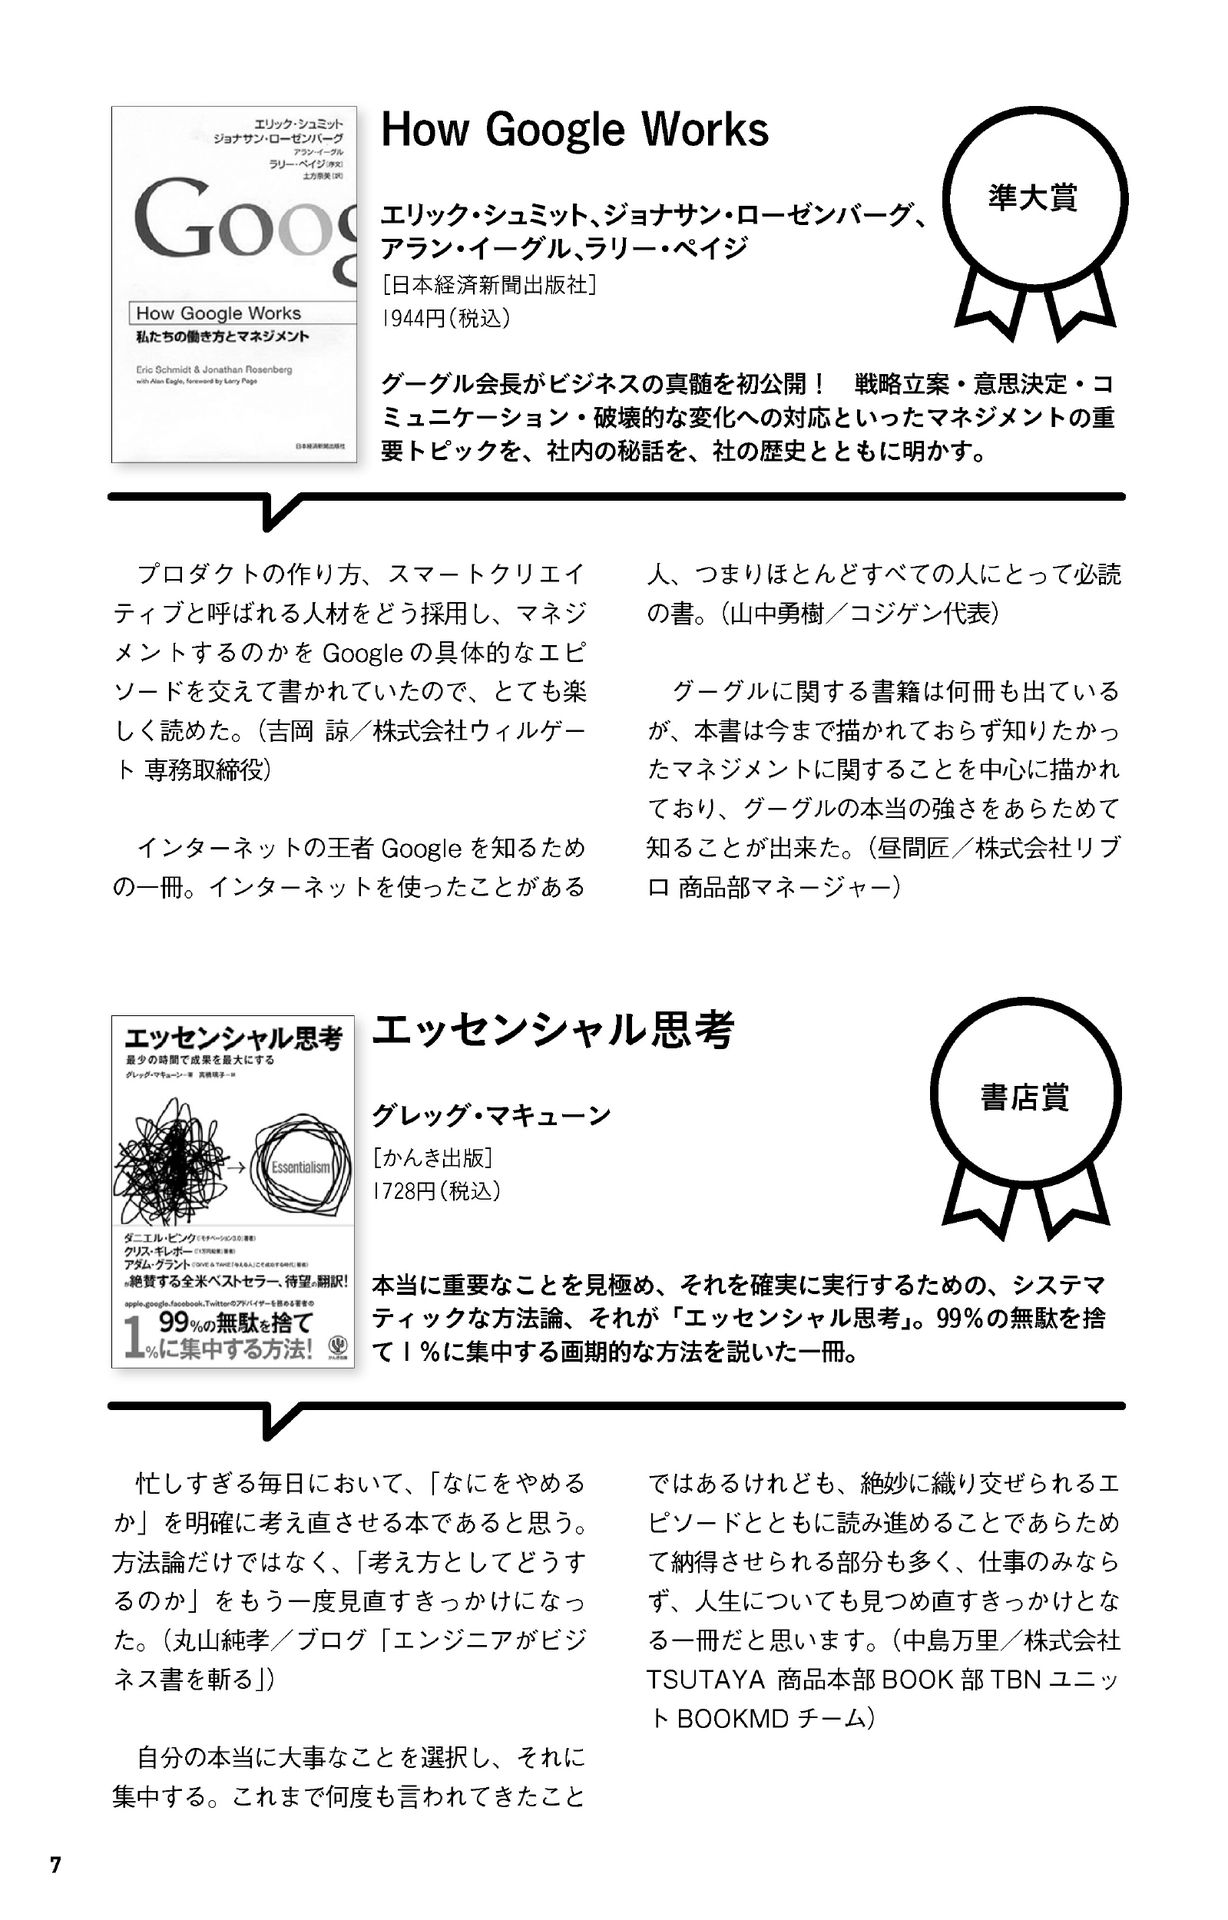 エリック・シュミット
ジョナサン・ローゼンバーグ
アラン・イーグル
ラリー・ペイジ[序文]
土方奈美[訳]
Goog
How Google Works
私たちの働き方とマネジメント
Eric Schmidt & Jonathan Rosenberg
with Alan Eagle, foreword by Larry Page
日本経済新聞出版社
How Google Works
エリック・シュミット、ジョナサン・ローゼンバーグ、
アラン・イーグル、ラリー・ペイジ
[日本経済新聞出版社]
1944円(税込)
準大賞
グーグル会長がビジネスの真髄を初公開！　戦略立案・意思決定・コ
ミュニケーション・破壊的な変化への対応といったマネジメントの重
要トピックを、社内の秘話を、社の歴史とともに明かす。
　プロダクトの作り方、スマートクリエイ
ティブと呼ばれる人材をどう採用し、マネジ
メントするのかを Google の具体的なエピ
ソードを交えて書かれていたので、とても楽
しく読めた。（吉岡 諒／株式会社ウィルゲー
ト 専務取締役）
　インターネットの王者 Google を知るため
の一冊。インターネットを使ったことがある
人、つまりほとんどすべての人にとって必読
の書。（山中勇樹／コジゲン代表）
　グーグルに関する書籍は何冊も出ている
が、本書は今まで描かれておらず知りたかっ
たマネジメントに関することを中心に描かれ
ており、グーグルの本当の強さをあらためて
知ることが出来た。（昼間匠／株式会社リブ
ロ 商品部マネージャー）
エッセンシャル思考
最少の時間で成果を最大にする
グレッグ・マキューン＝著　高橋璃子＝訳
Essentialism
ダニエル・ピンク(『モチベーション3.0』著者)
クリス・ギレボー(『1万円起業』著者)
アダム・グラント(『GIVE & TAKE「与える人」こそ成功する時代』著者)
が絶賛する全米ベストセラー、待望の翻訳！
apple,google,facebook,Twitterのアドバイザーを務める著者の
99%の無駄を捨て
1%に集中する方法！
かんき出版
エッセンシャル思考
グレッグ・マキューン
[かんき出版]
1728円(税込)
書店賞
本当に重要なことを見極め、それを確実に実行するための、システマ
ティックな方法論、それが「エッセンシャル思考」。99％の無駄を捨
て1％に集中する画期的な方法を説いた一冊。
　忙しすぎる毎日において、「なにをやめる
か」を明確に考え直させる本であると思う。
方法論だけではなく、「考え方としてどうす
るのか」をもう一度見直すきっかけになっ
た。（丸山純孝／ブログ「エンジニアがビジ
ネス書を斬る」）
　自分の本当に大事なことを選択し、それに
集中する。これまで何度も言われてきたこと
ではあるけれども、絶妙に織り交ぜられるエ
ピソードとともに読み進めることであらため
て納得させられる部分も多く、仕事のみなら
ず、人生についても見つめ直すきっかけとな
る一冊だと思います。（中島万里／株式会社
TSUTAYA 商品本部 BOOK 部 TBN ユニッ
ト BOOKMD チーム）
7